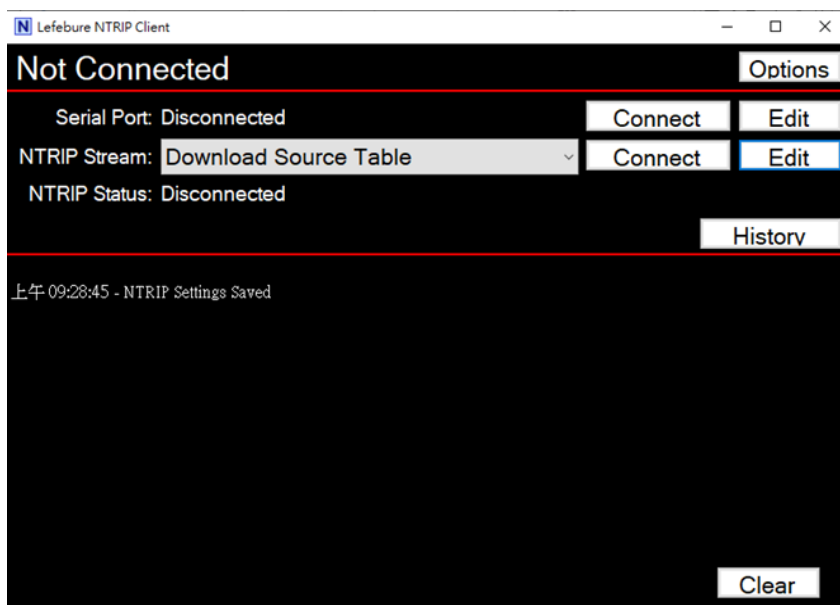 N Lefebure NTRIP Client
Not Connected Options
Serial Port: Disconnected Connect Edit
NTRIP Stream: Download Source Table Connect Edit
NTRIP Status: Disconnected
History
上午 09:28:45 - NTRIP Settings Saved
Clear